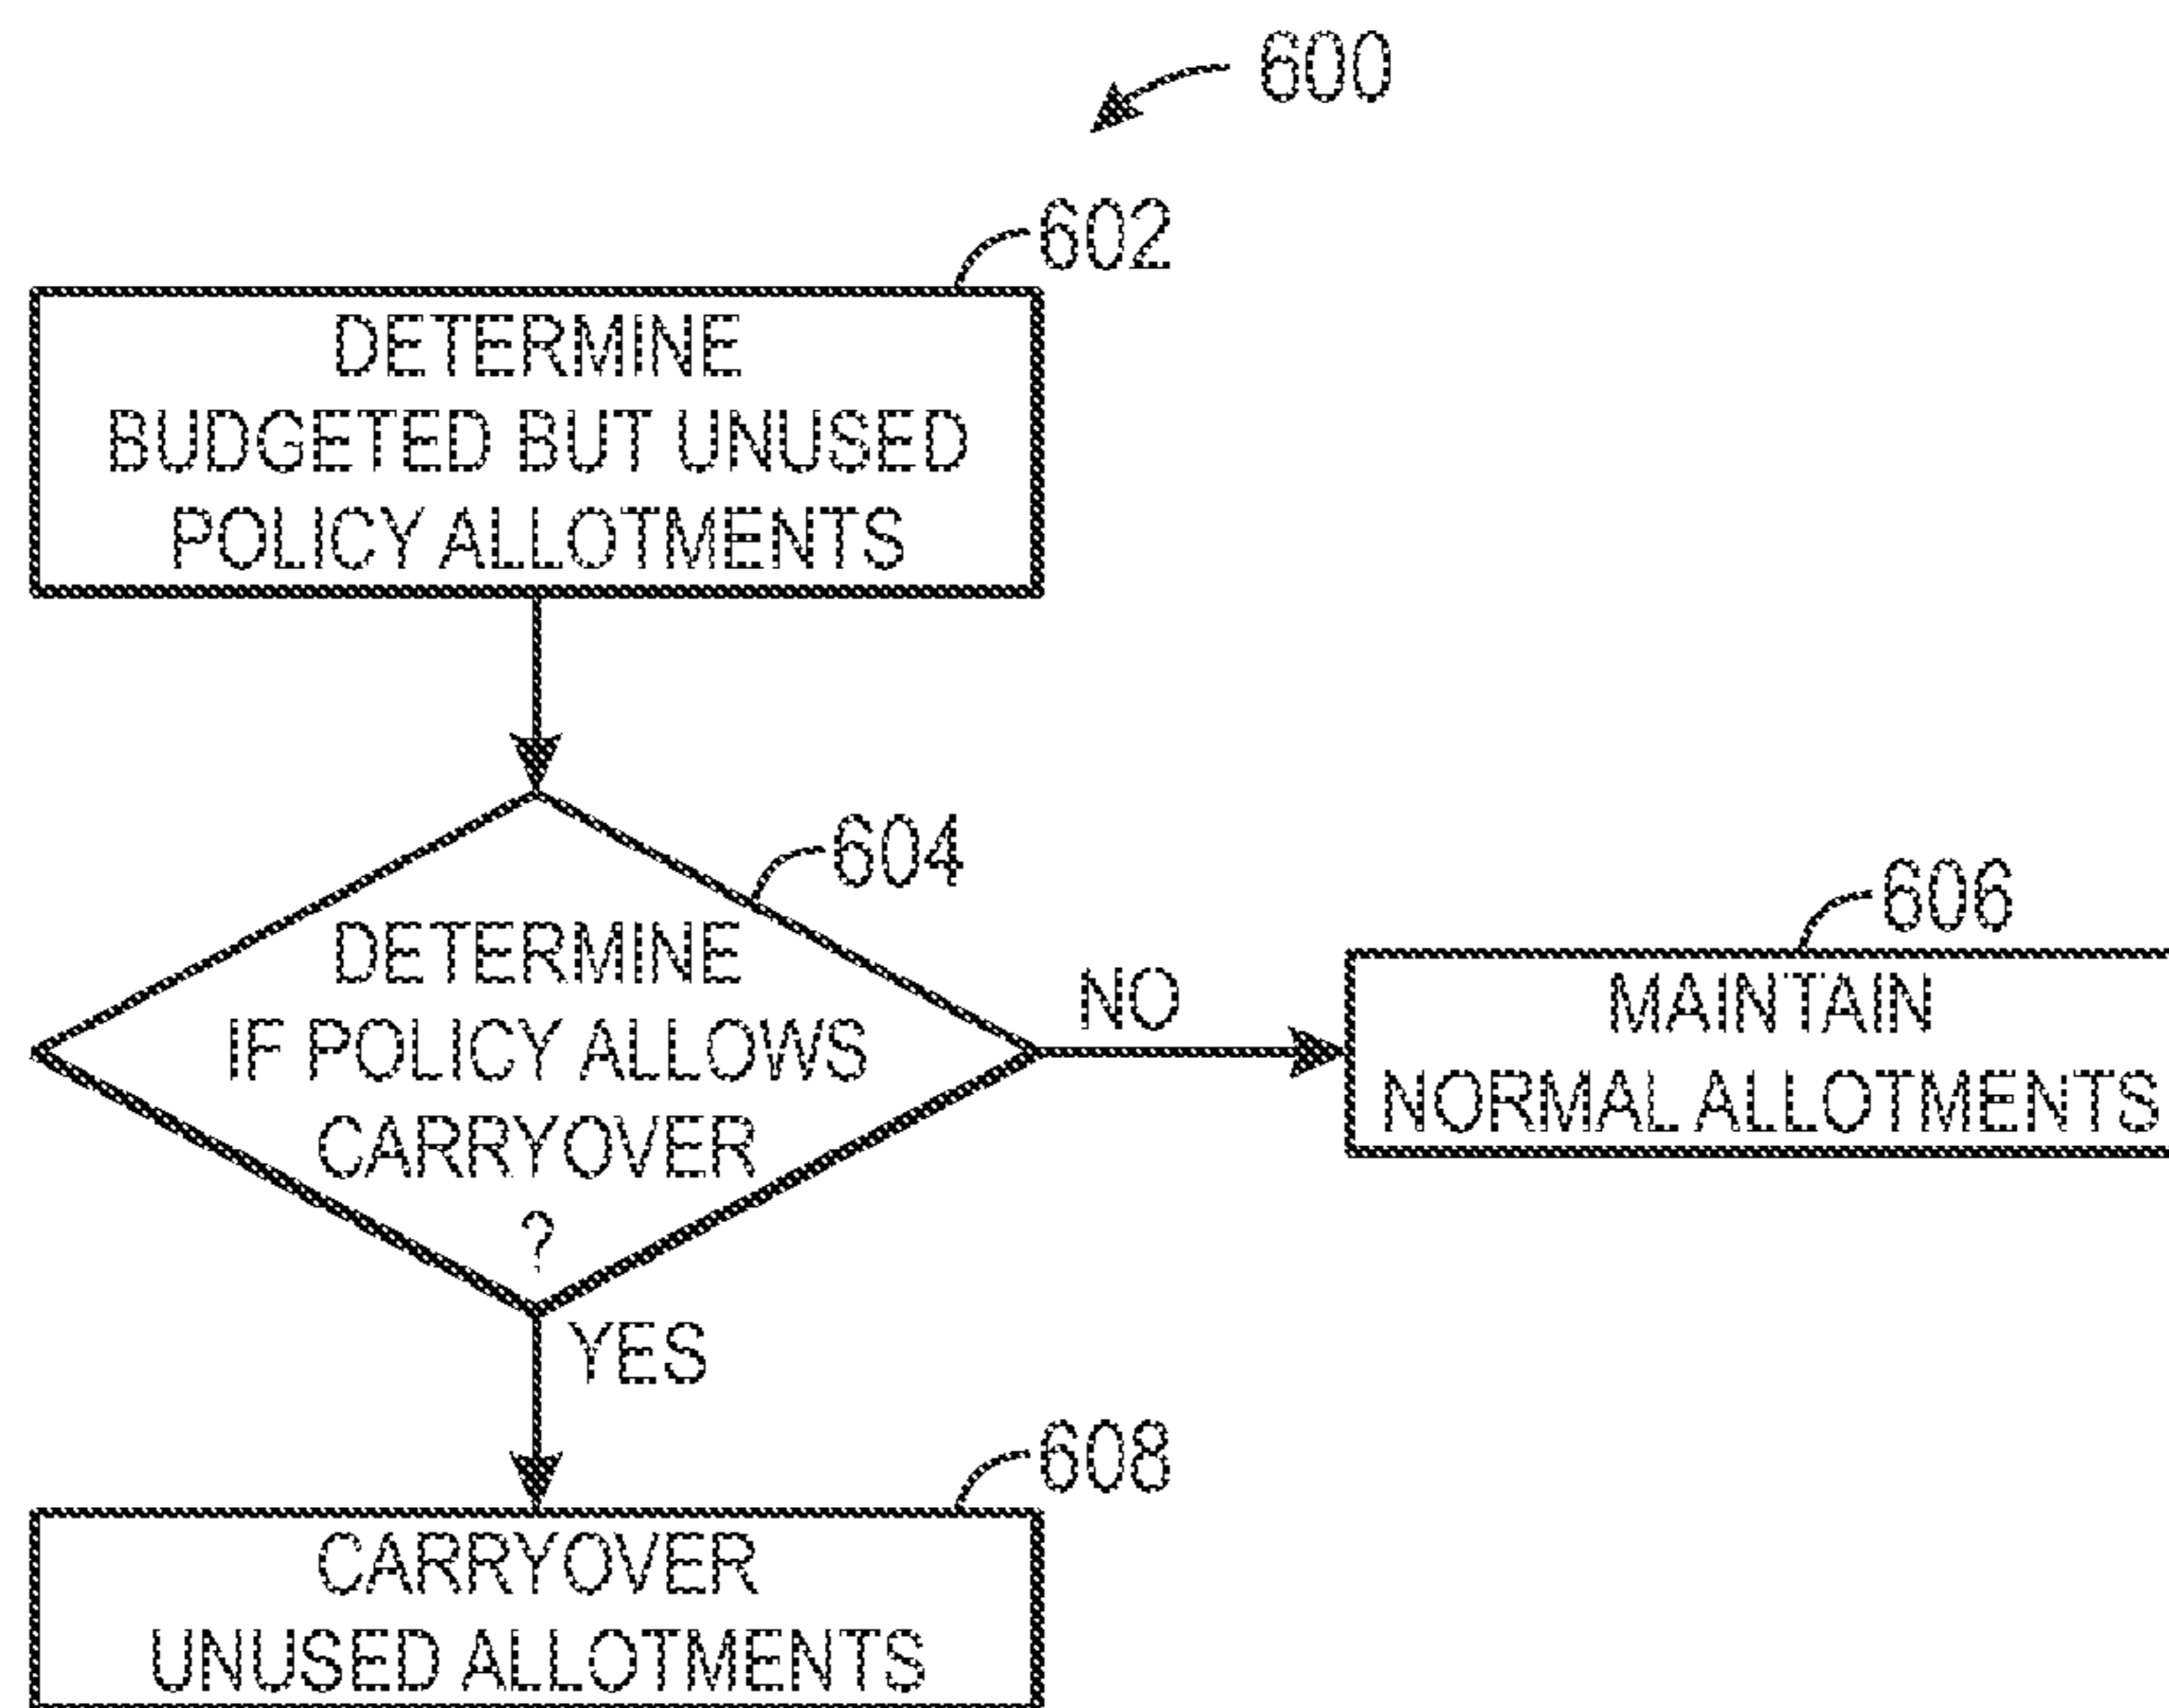 600
602
DETERMINE
BUDGETED BUT UNUSED
POLICY ALLOTMENTS
604
DETERMINE
IF POLICY ALLOWS
CARRYOVER
?
NO
606
MAINTAIN
NORMAL ALLOTMENTS
YES
608
CARRYOVER
UNUSED ALLOTMENTS